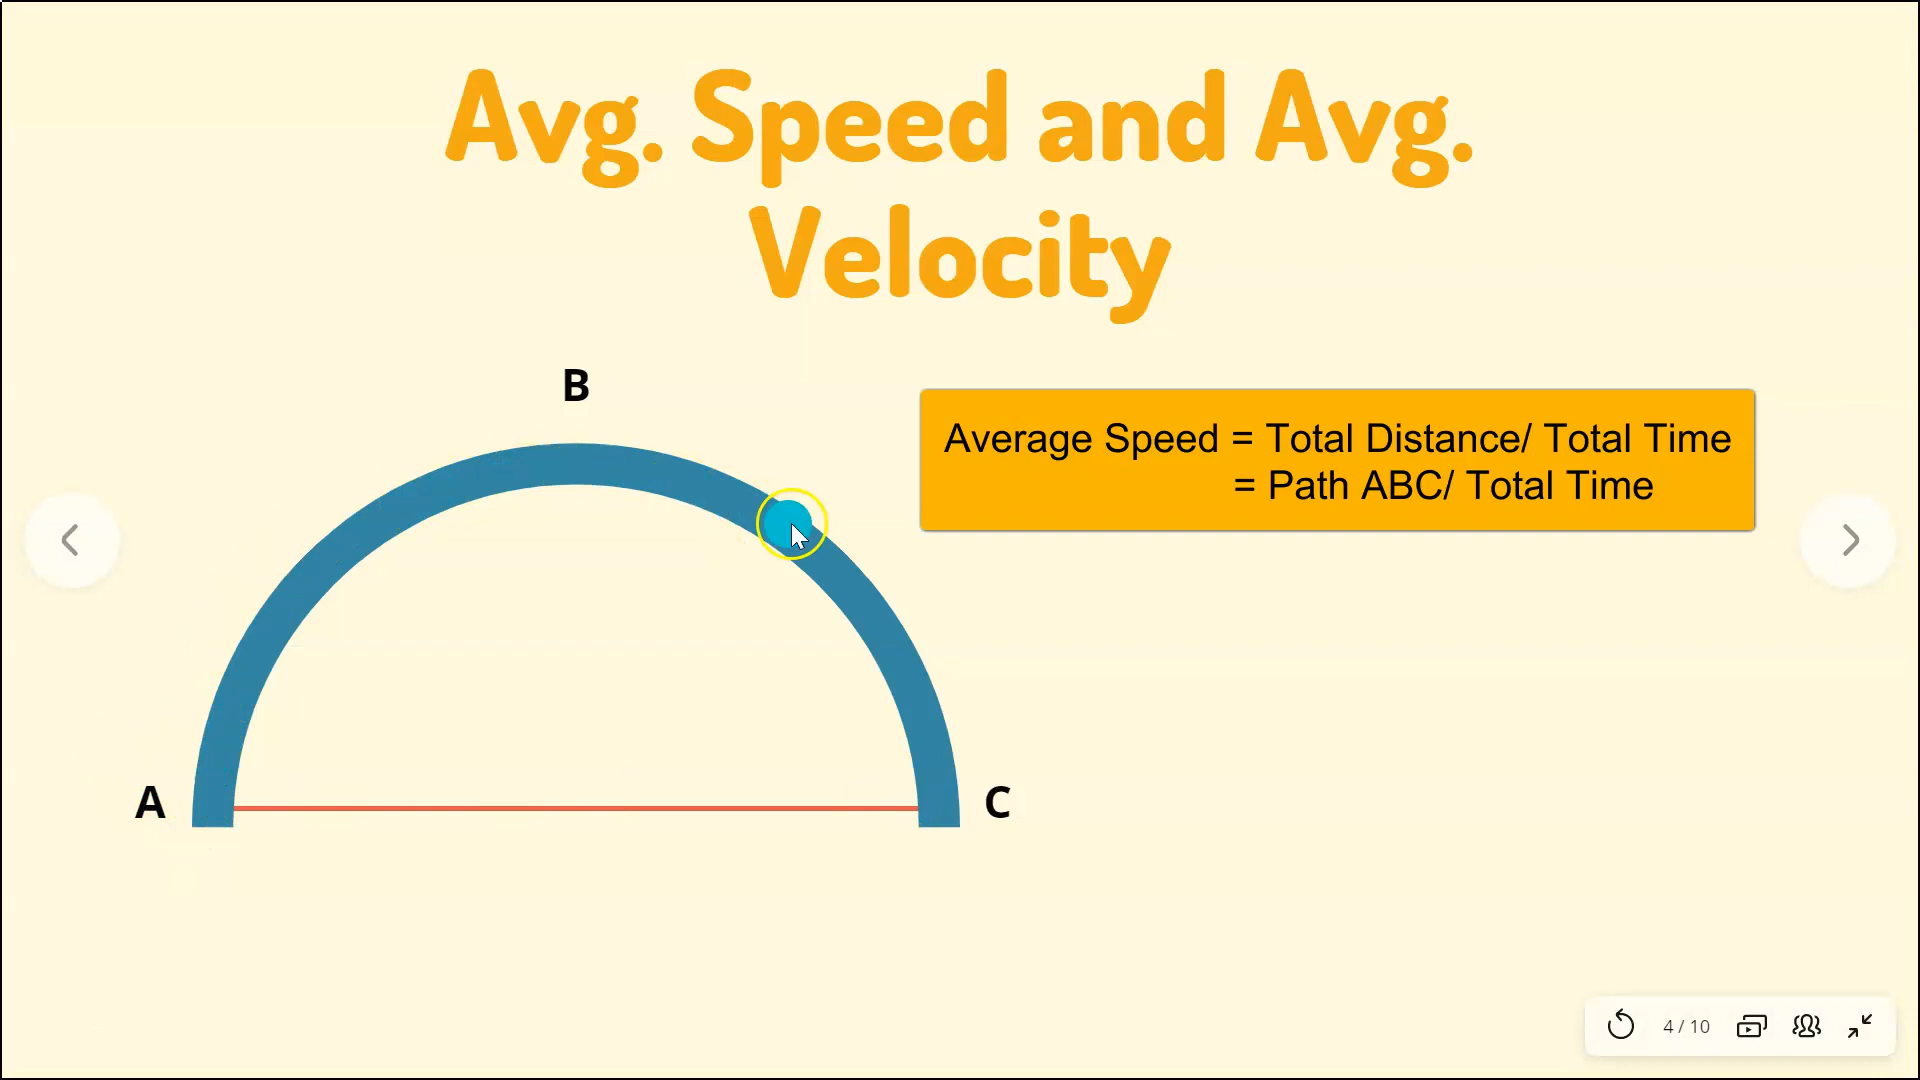 Avg. Speed and Avg.
Velocity
B
Average Speed = Total Distance/ Total Time
= Path ABC/ Total Time
A
C
4 / 10